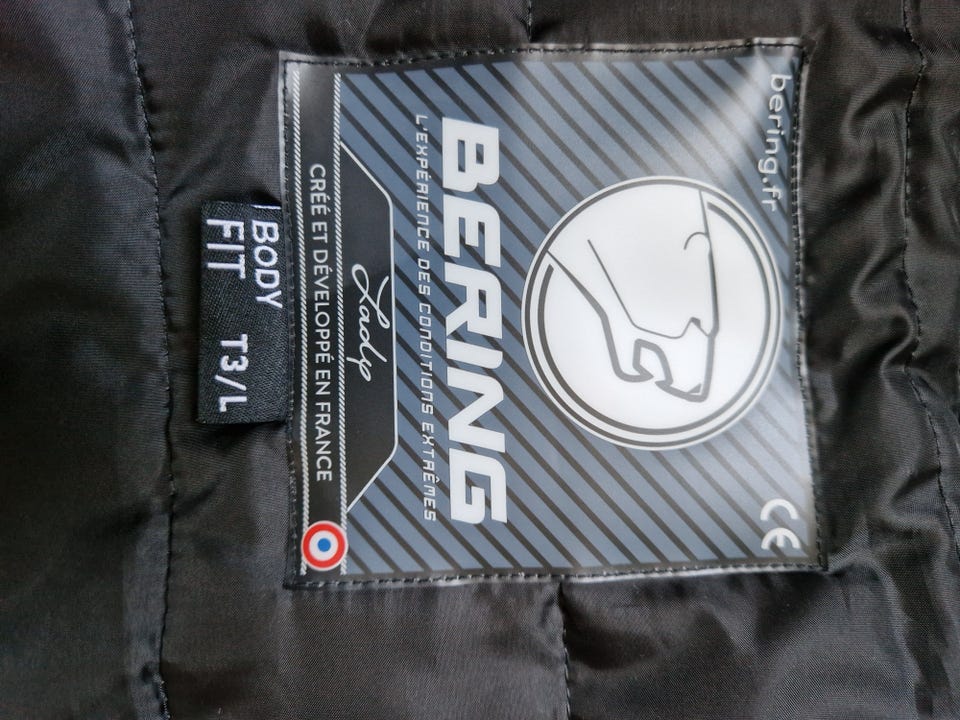 bering.fr
CE
BERING
L'EXPÉRIENCE DES CONDITIONS EXTRÊMES
Lady
CRÉÉ ET DÉVELOPPÉ EN FRANCE
BODY
FIT T3/L